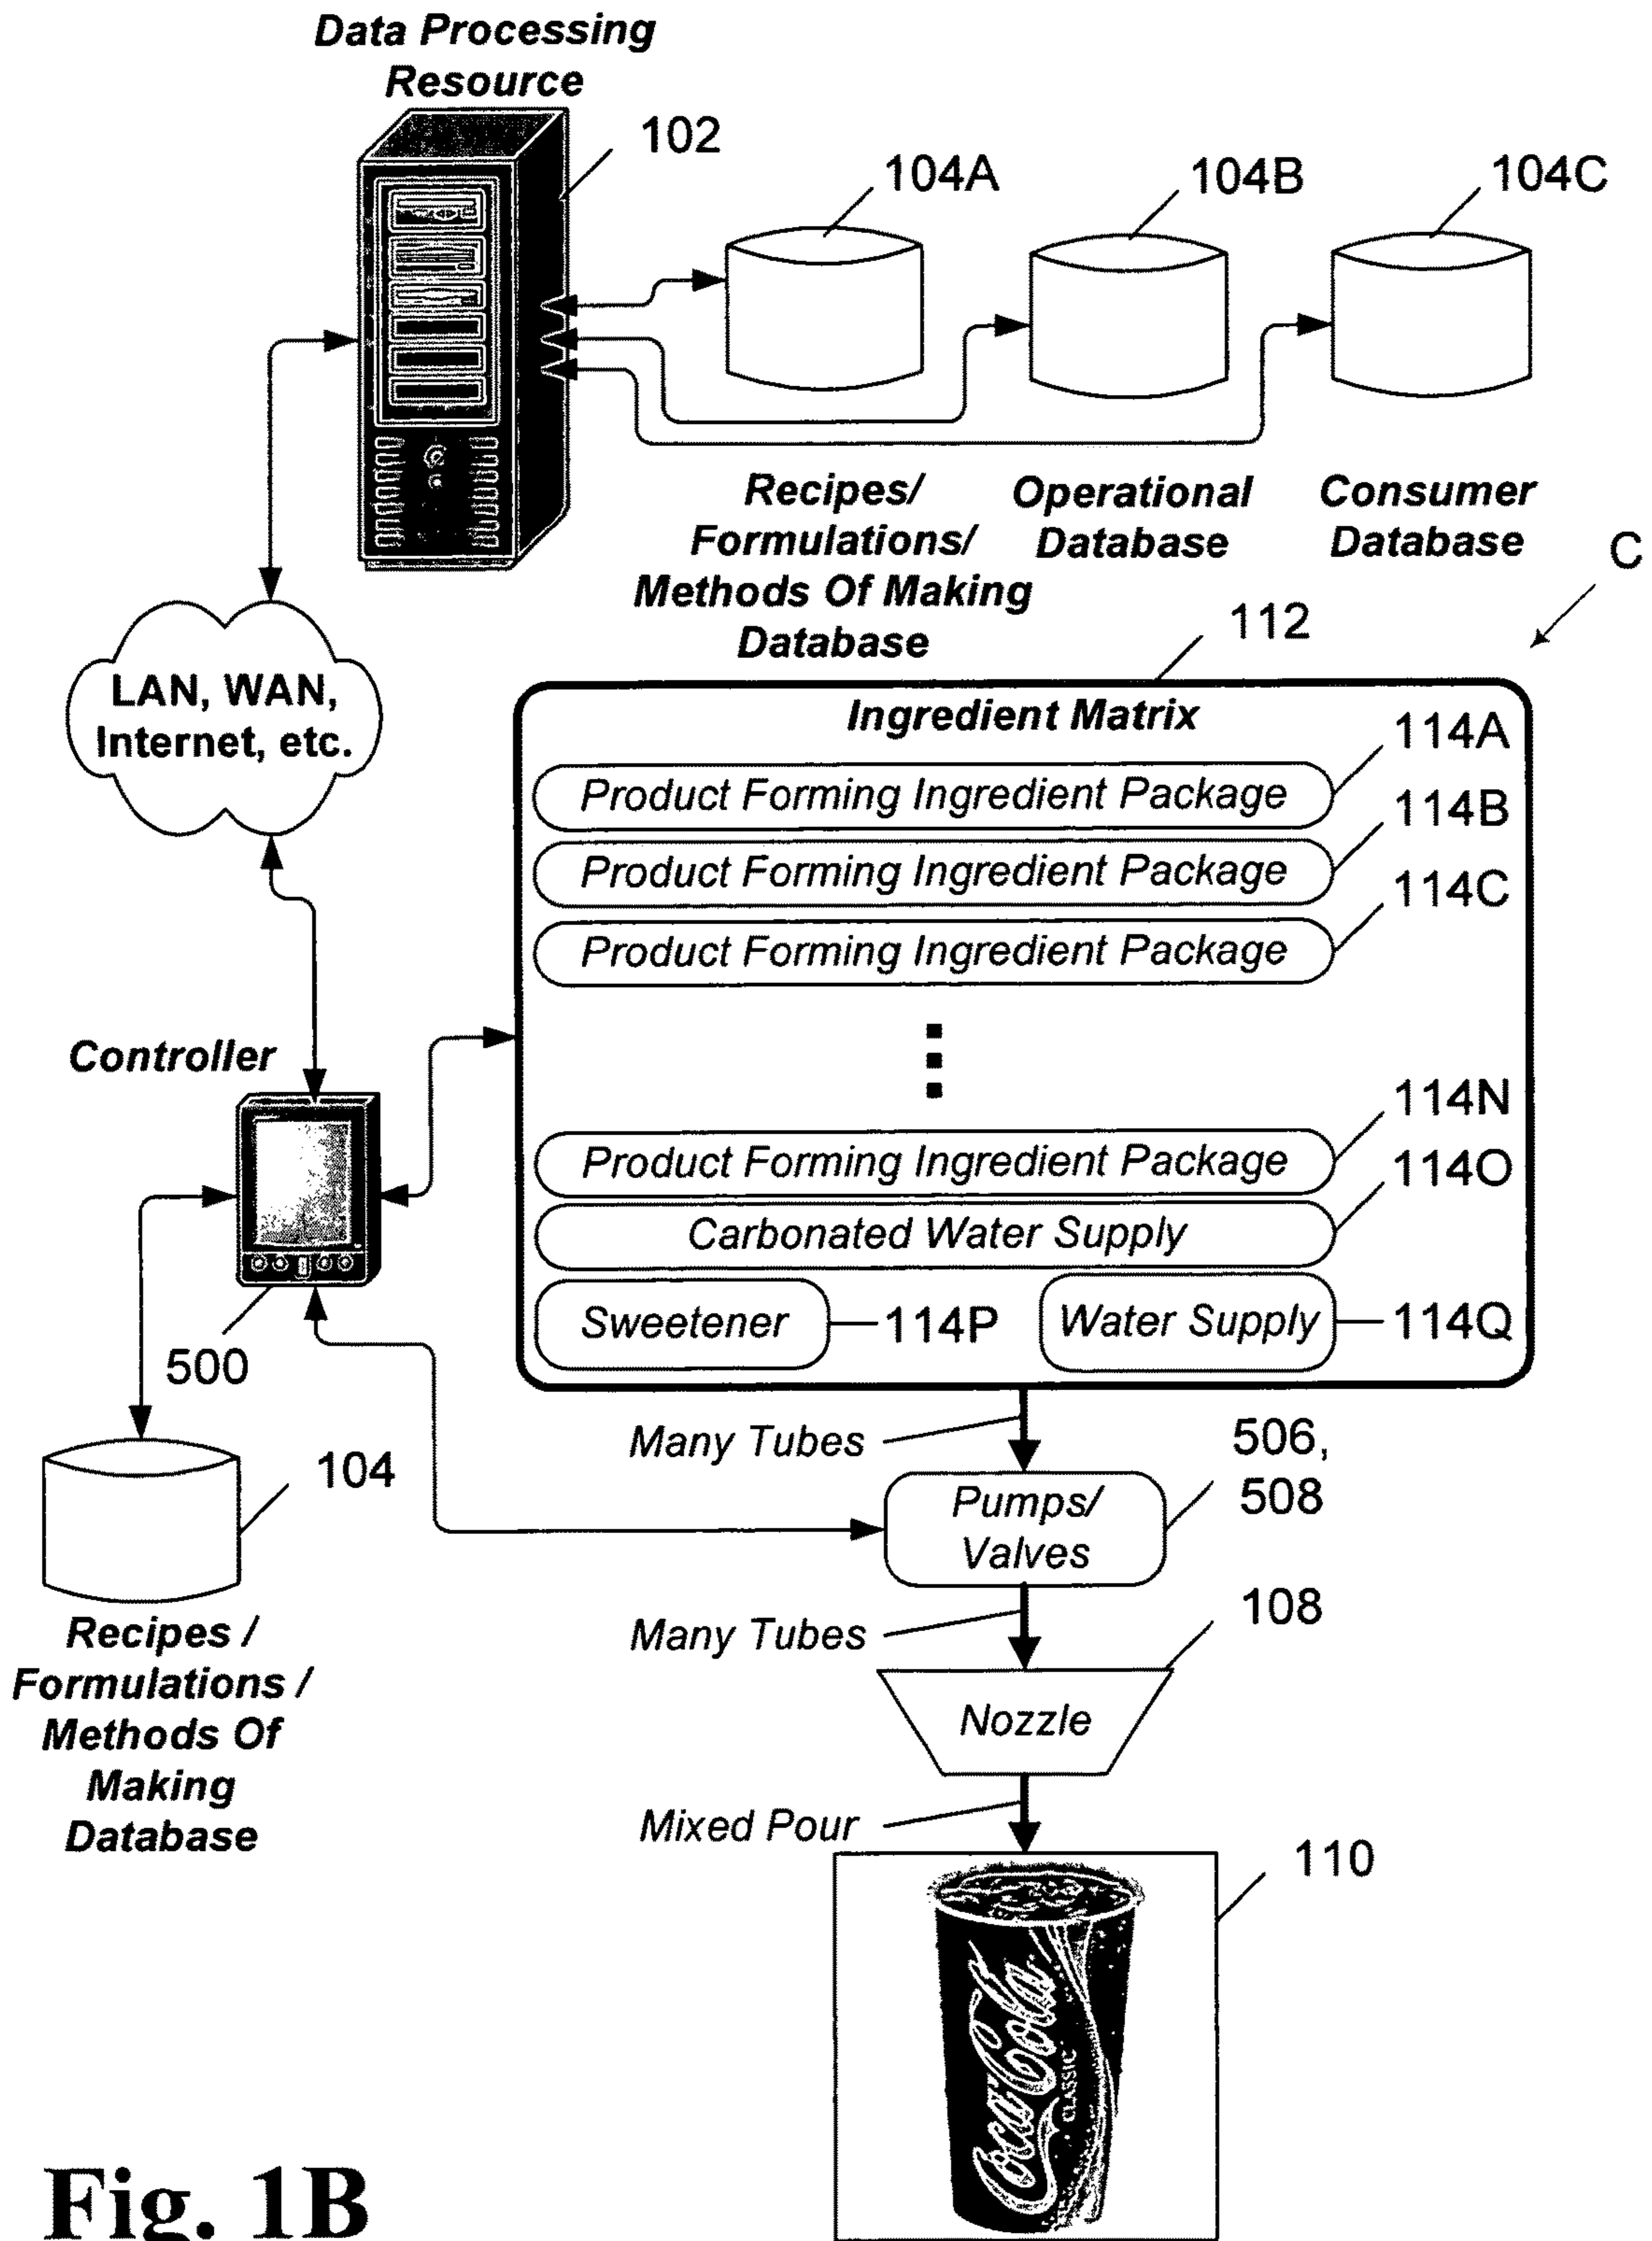 Data Processing
Resource
102
104A
104B
104C
Recipes/
Formulations/
Methods Of Making
Database
Operational
Database
Consumer
Database
C
LAN, WAN,
Internet, etc.
112
Ingredient Matrix
Product Forming Ingredient Package
114A
Product Forming Ingredient Package
114B
Product Forming Ingredient Package
114C
Product Forming Ingredient Package
114N
Carbonated Water Supply
114O
Sweetener
114P
Water Supply
114Q
Controller
500
104
Recipes /
Formulations /
Methods Of
Making
Database
Many Tubes
Pumps/
Valves
506,
508
Many Tubes
Nozzle
108
Mixed Pour
110
Coca-Cola
CLASSIC
Fig. 1B